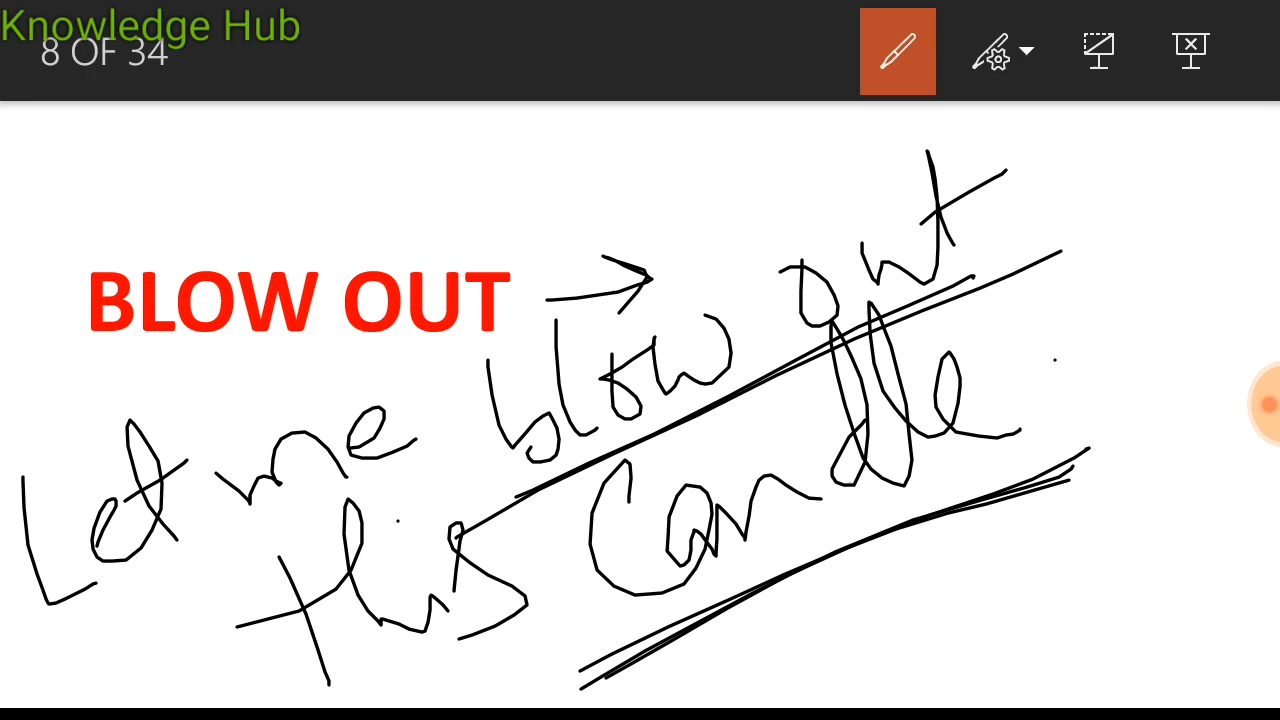 Knowledge Hub
8 OF 34
BLOW OUT →
Let me blow out
this Candle